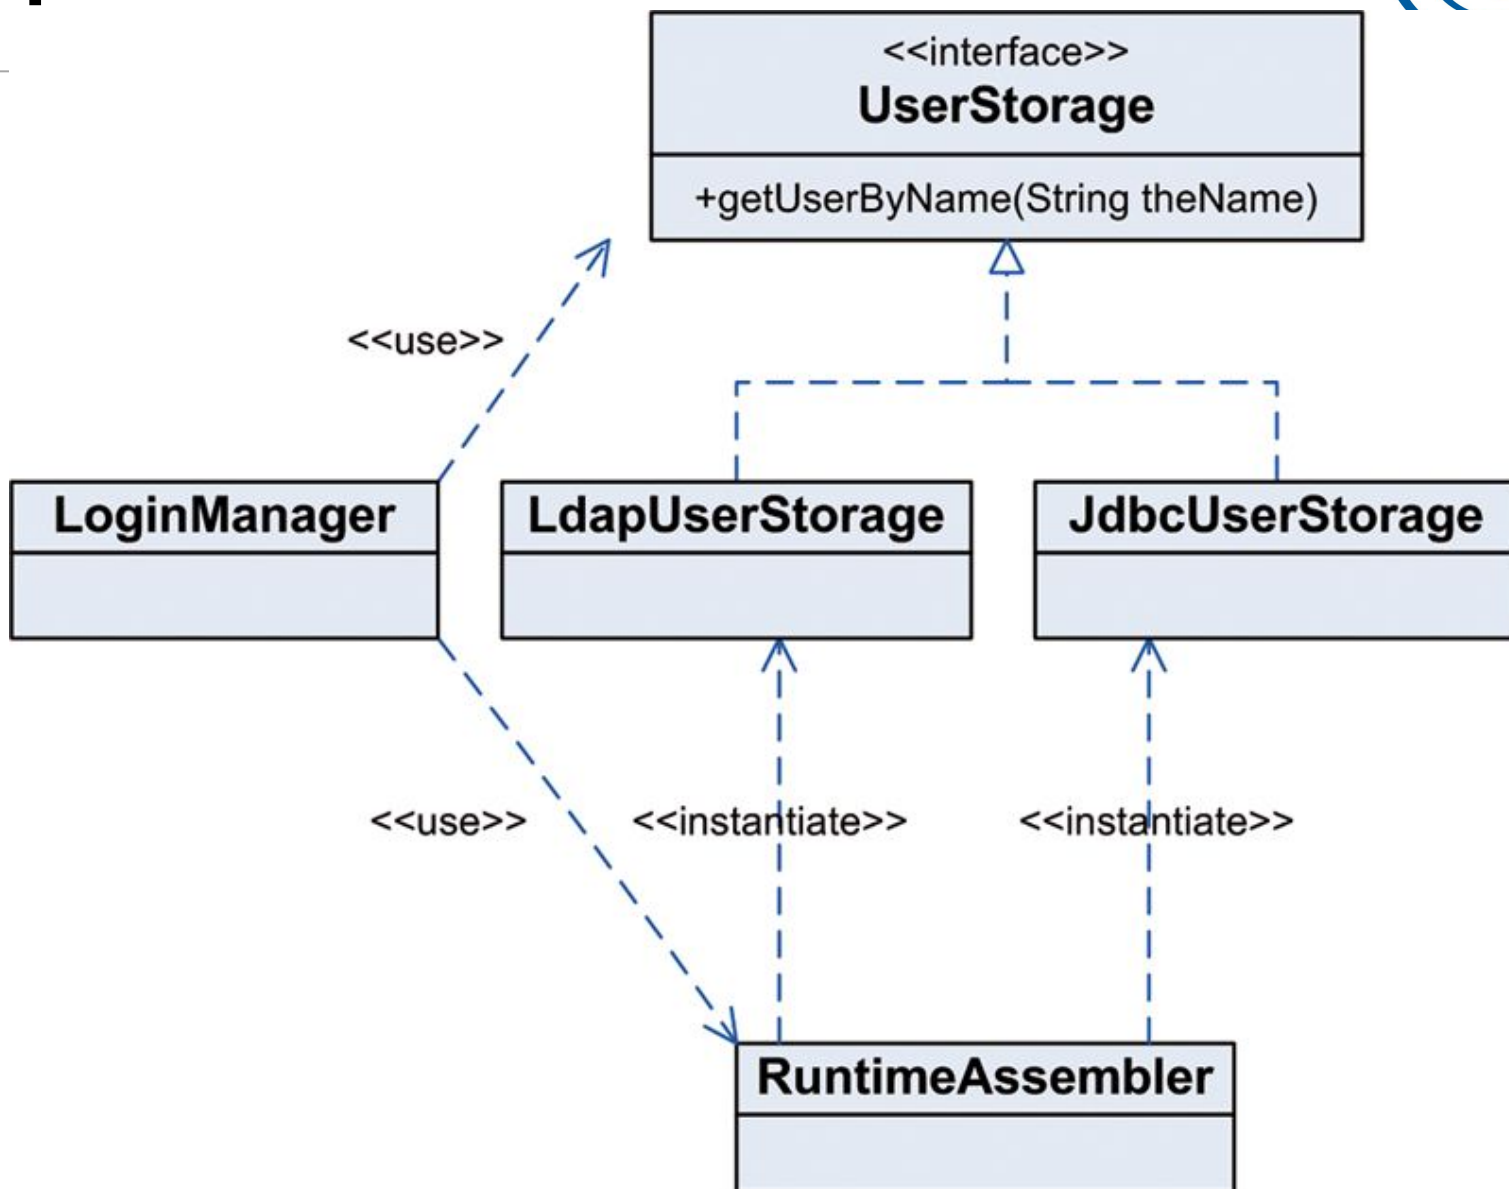 <<interface>>
UserStorage
+getUserByName(String theName)
<<use>>
LoginManager
LdapUserStorage
JdbcUserStorage
<<use>>
<<instantiate>>
<<instantiate>>
RuntimeAssembler